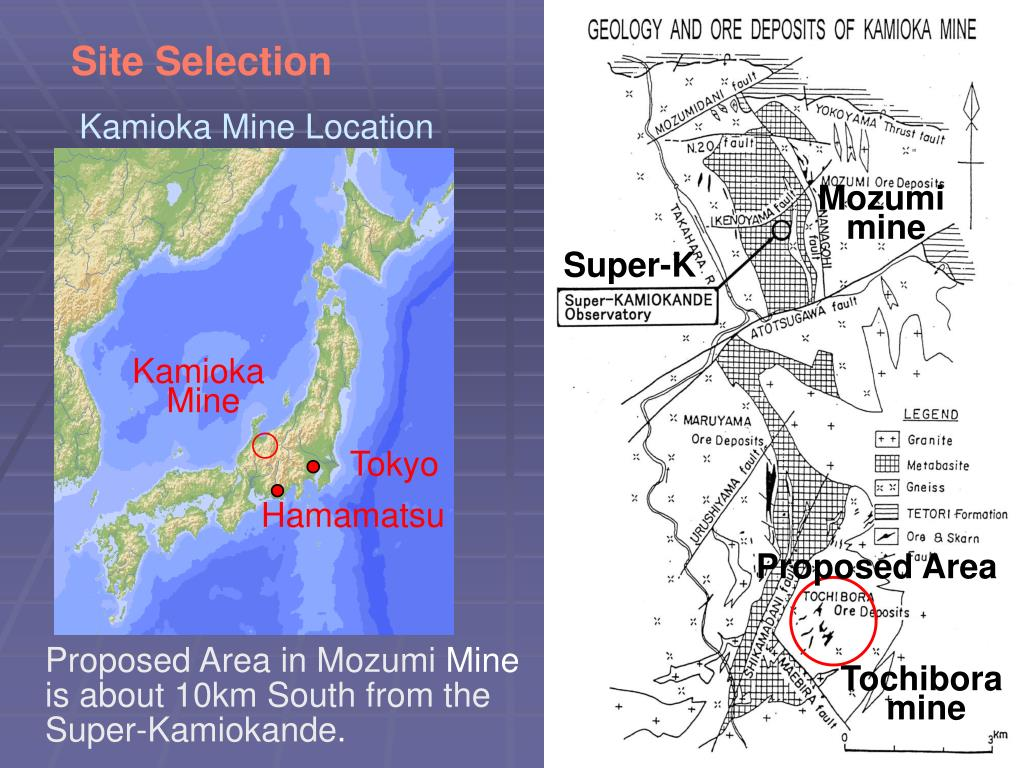 Site Selection
Kamioka Mine Location
Kamioka
Mine
Tokyo
Hamamatsu
Proposed Area in Mozumi Mine
is about 10km South from the
Super-Kamiokande.
GEOLOGY AND ORE DEPOSITS OF KAMIOKA MINE
MOZUMIDANI fault
YOKOYAMA Thrust fault
N.20 fault
MOZUMI Ore Deposits
Mozumi
mine
IKENOYAMA fault
TAKAHARA. R
fault
Super-K
Super-KAMIOKANDE
Observatory
ATOTSUGAWA fault
MARUYAMA
Ore Deposits
LEGEND
Granite
Metabasite
Gneiss
TETORI-Formation
Ore & Skarn
Fault
URUSHIYAMA fault
Proposed Area
TOCHIBORA
Ore Deposits
SHIKAMADANI fault
MAEBIRA fault
Tochibora
mine
0
3Km